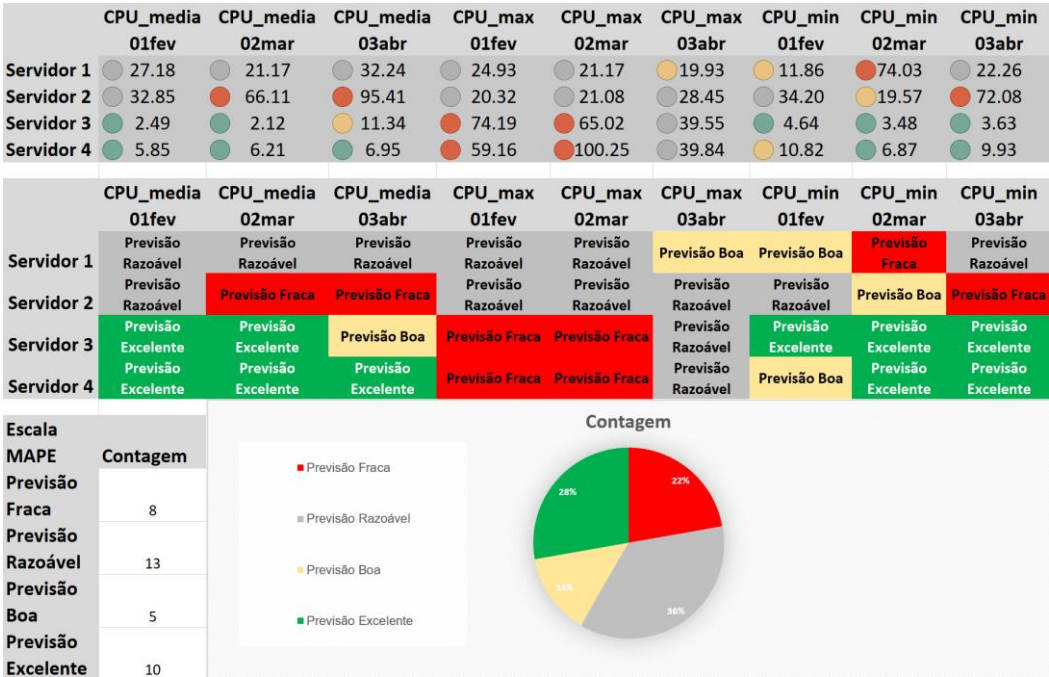 CPU_media CPU_media CPU_media CPU_max CPU_max CPU_max CPU_min CPU_min CPU_min
01fev 02mar 03abr 01fev 02mar 03abr 01fev 02mar 03abr
Servidor 1 27.18 21.17 32.24 24.93 21.17 19.93 11.86 74.03 22.26
Servidor 2 32.85 66.11 95.41 20.32 21.08 28.45 34.20 19.57 72.08
Servidor 3 2.49 2.12 11.34 74.19 65.02 39.55 4.64 3.48 3.63
Servidor 4 5.85 6.21 6.95 59.16 100.25 39.84 10.82 6.87 9.93
CPU_media CPU_media CPU_media CPU_max CPU_max CPU_max CPU_min CPU_min CPU_min
01fev 02mar 03abr 01fev 02mar 03abr 01fev 02mar 03abr
Servidor 1 Previsão Razoável Previsão Razoável Previsão Razoável Previsão Razoável Previsão Razoável Previsão Boa Previsão Boa Previsão Fraca Previsão Razoável
Servidor 2 Previsão Razoável Previsão Fraca Previsão Fraca Previsão Razoável Previsão Razoável Previsão Razoável Previsão Razoável Previsão Boa Previsão Fraca
Servidor 3 Previsão Excelente Previsão Excelente Previsão Boa Previsão Fraca Previsão Fraca Previsão Razoável Previsão Excelente Previsão Excelente Previsão Excelente
Servidor 4 Previsão Excelente Previsão Excelente Previsão Excelente Previsão Fraca Previsão Fraca Previsão Razoável Previsão Boa Previsão Excelente Previsão Excelente
Escala
MAPE Contagem
Previsão
Fraca 8
Previsão
Razoável 13
Previsão
Boa 5
Previsão
Excelente 10
Contagem
Previsão Fraca
Previsão Razoável
Previsão Boa
Previsão Excelente
28%
22%
14%
36%